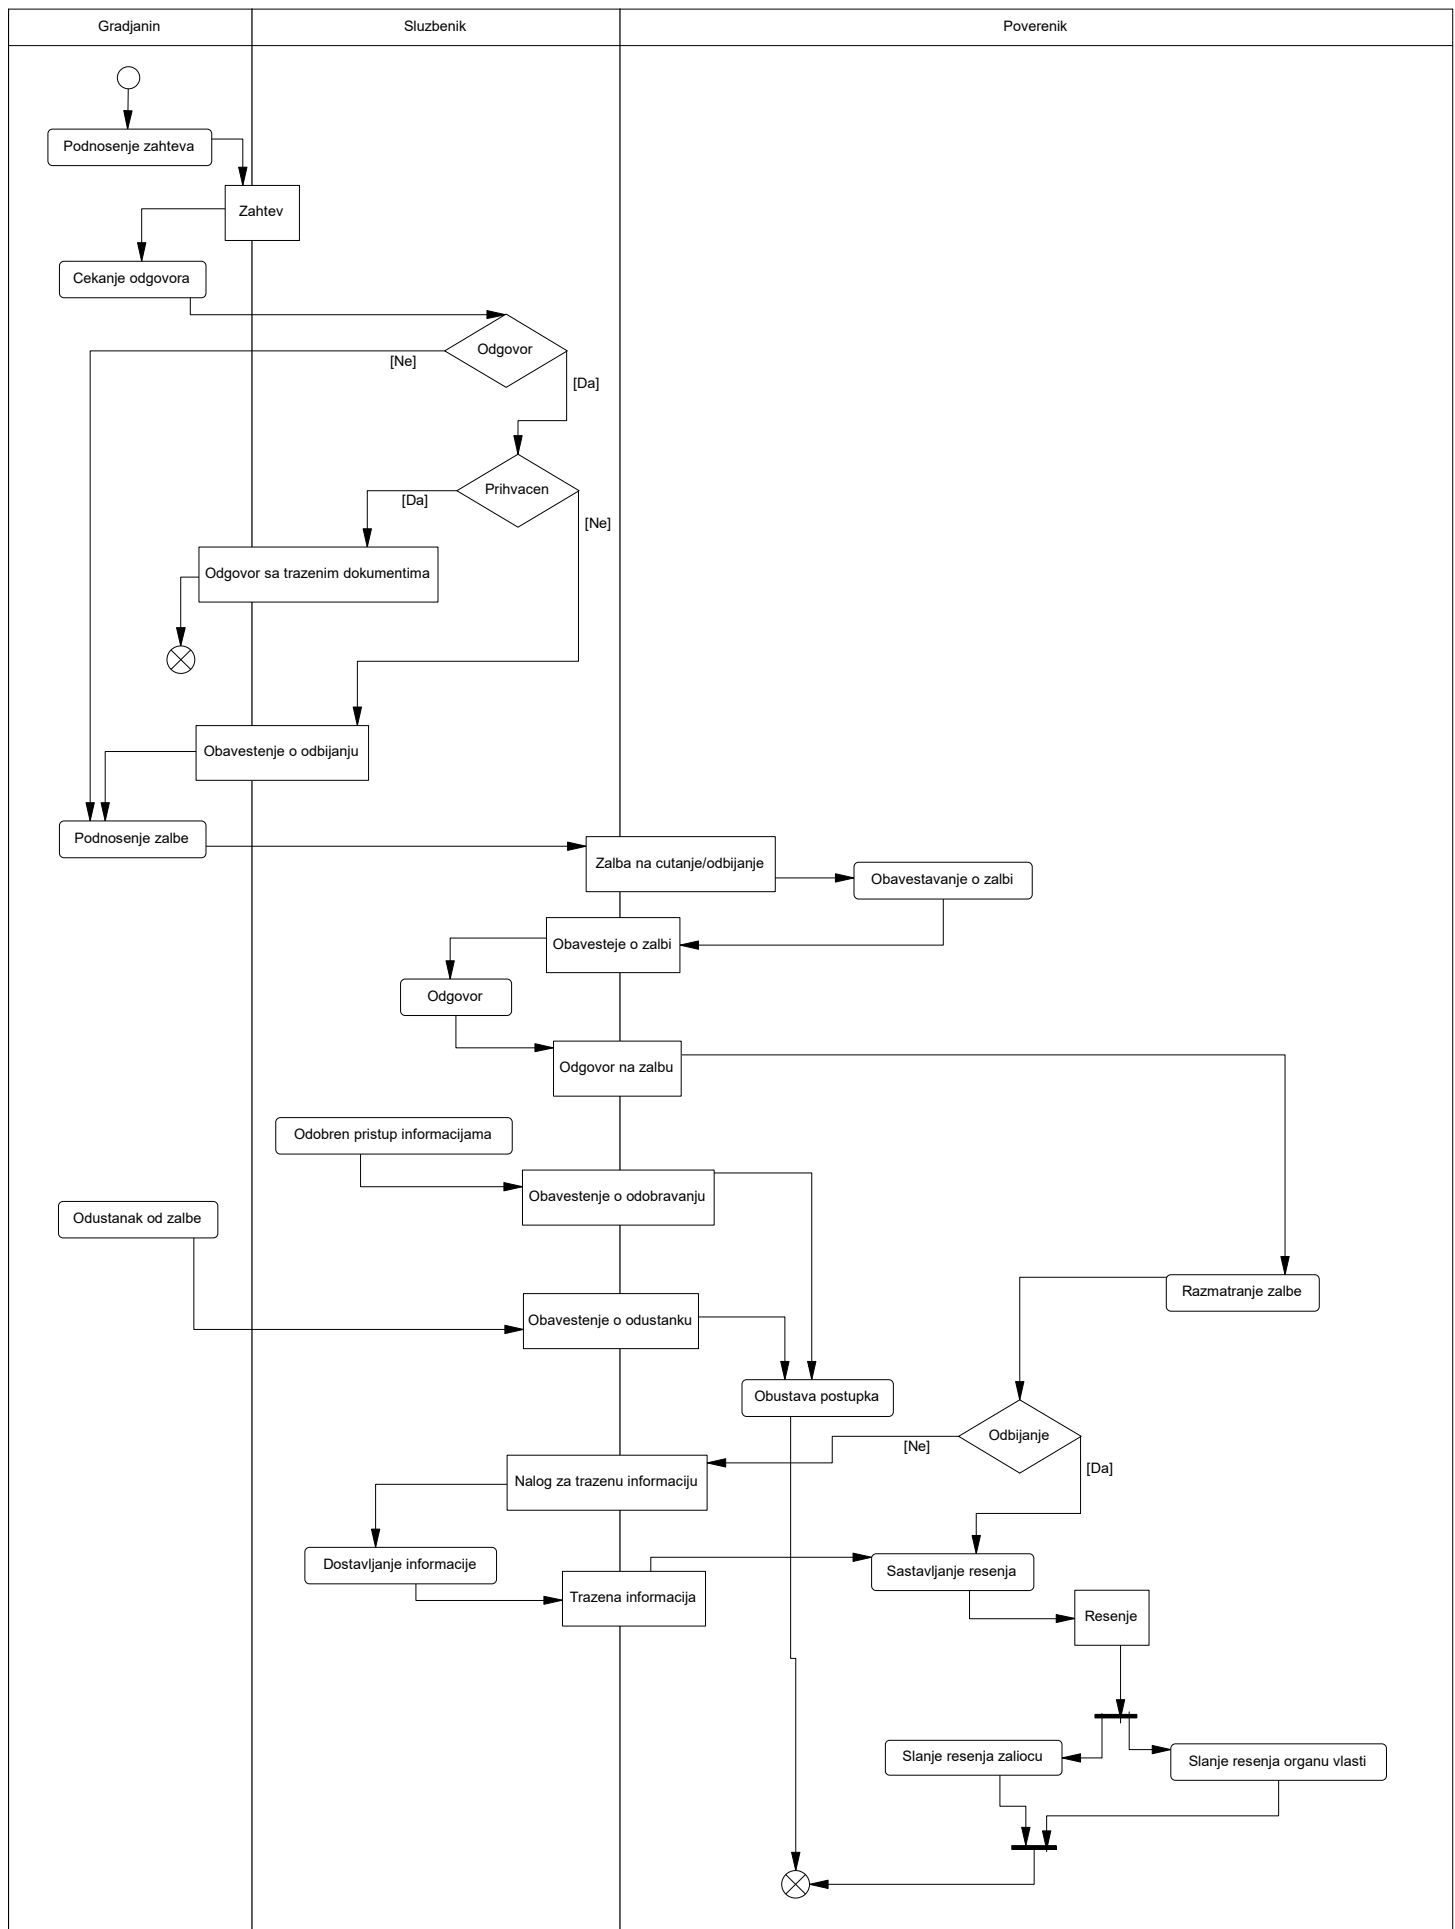 Gradjanin
Sluzbenik
Poverenik
Podnosenje zahteva
Zahtev
Cekanje odgovora
Odgovor
[Ne]
[Da]
Prihvacen
[Da]
[Ne]
Odgovor sa trazenim dokumentima
Obavestenje o odbijanju
Podnosenje zalbe
Zalba na cutanje/odbijanje
Obavestavanje o zalbi
Obavesteje o zalbi
Odgovor
Odgovor na zalbu
Odobren pristup informacijama
Obavestenje o odobravanju
Odustanak od zalbe
Razmatranje zalbe
Obavestenje o odustanku
Obustava postupka
Odbijanje
[Ne]
[Da]
Nalog za trazenu informaciju
Dostavljanje informacije
Sastavljanje resenja
Trazena informacija
Resenje
Slanje resenja zaliocu
Slanje resenja organu vlasti